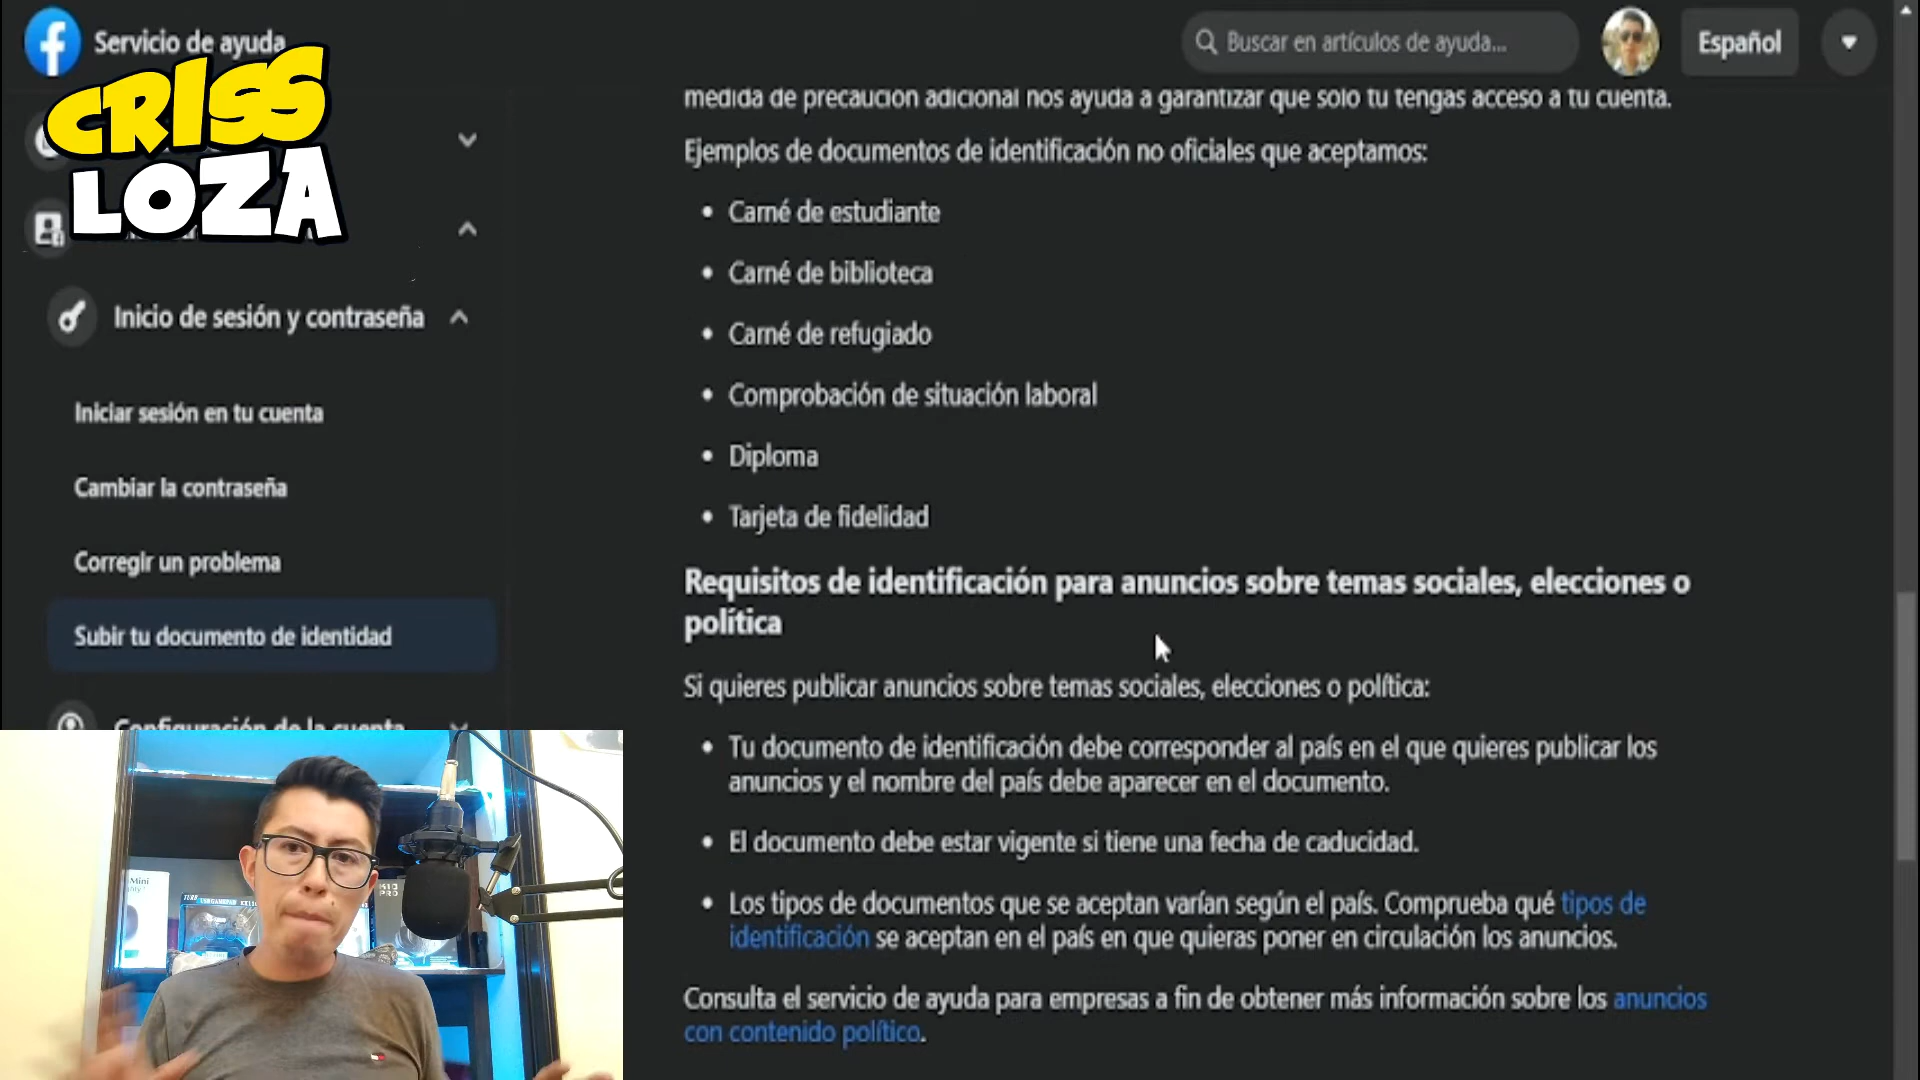 Servicio de ayuda
Buscar en artículos de ayuda...
Español
CRISS
LOZA
Inicio de sesión y contraseña
Iniciar sesión en tu cuenta
Cambiar la contraseña
Corregir un problema
Subir tu documento de identidad
Configuración de la cuenta
medida de precaución adicional nos ayuda a garantizar que solo tu tengas acceso a tu cuenta.
Ejemplos de documentos de identificación no oficiales que aceptamos:
• Carné de estudiante
• Carné de biblioteca
• Carné de refugiado
• Comprobación de situación laboral
• Diploma
• Tarjeta de fidelidad
Requisitos de identificación para anuncios sobre temas sociales, elecciones o
política
Si quieres publicar anuncios sobre temas sociales, elecciones o política:
• Tu documento de identificación debe corresponder al país en el que quieres publicar los
anuncios y el nombre del país debe aparecer en el documento.
• El documento debe estar vigente si tiene una fecha de caducidad.
• Los tipos de documentos que se aceptan varían según el país. Comprueba qué tipos de
identificación se aceptan en el país en que quieras poner en circulación los anuncios.
Consulta el servicio de ayuda para empresas a fin de obtener más información sobre los anuncios
con contenido político.
Mini
K10
PRO